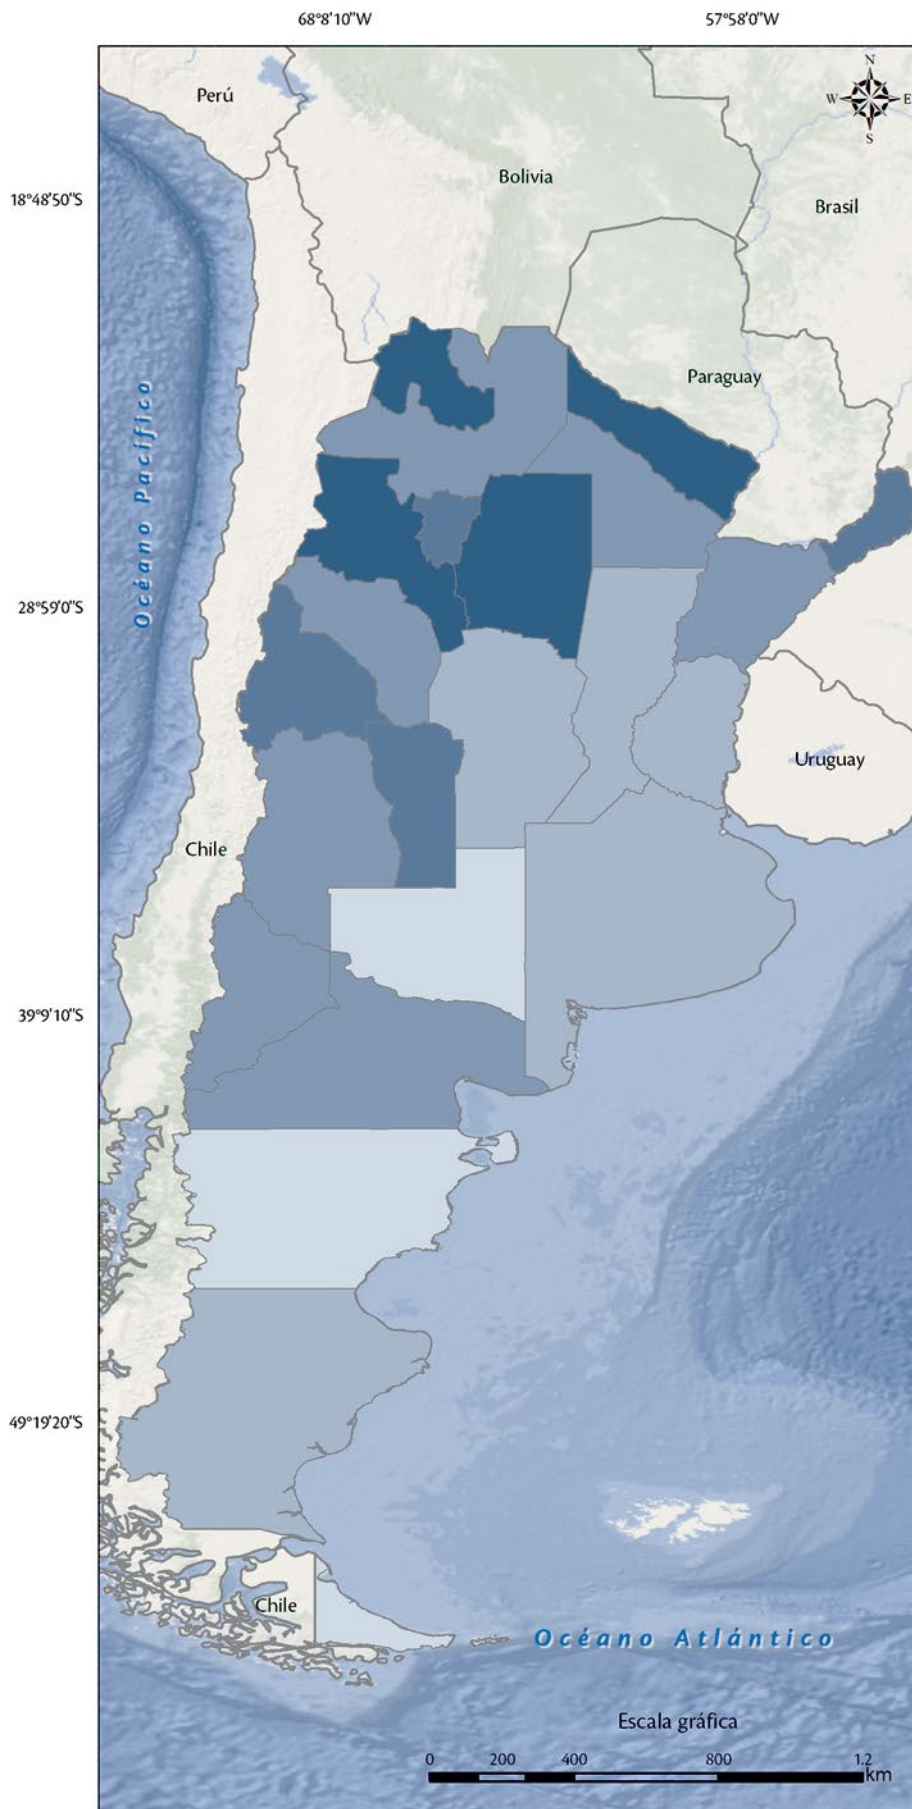 68°8'10"W
57°58'0"W
N
W
E
S
Perú
Bolivia
Brasil
18°48'50"S
Paraguay
Océano Pacífico
28°59'0"S
Uruguay
Chile
39°9'10"S
49°19'20"S
Chile
Océano Atlántico
Escala gráfica
0 200 400 800 1.2
km